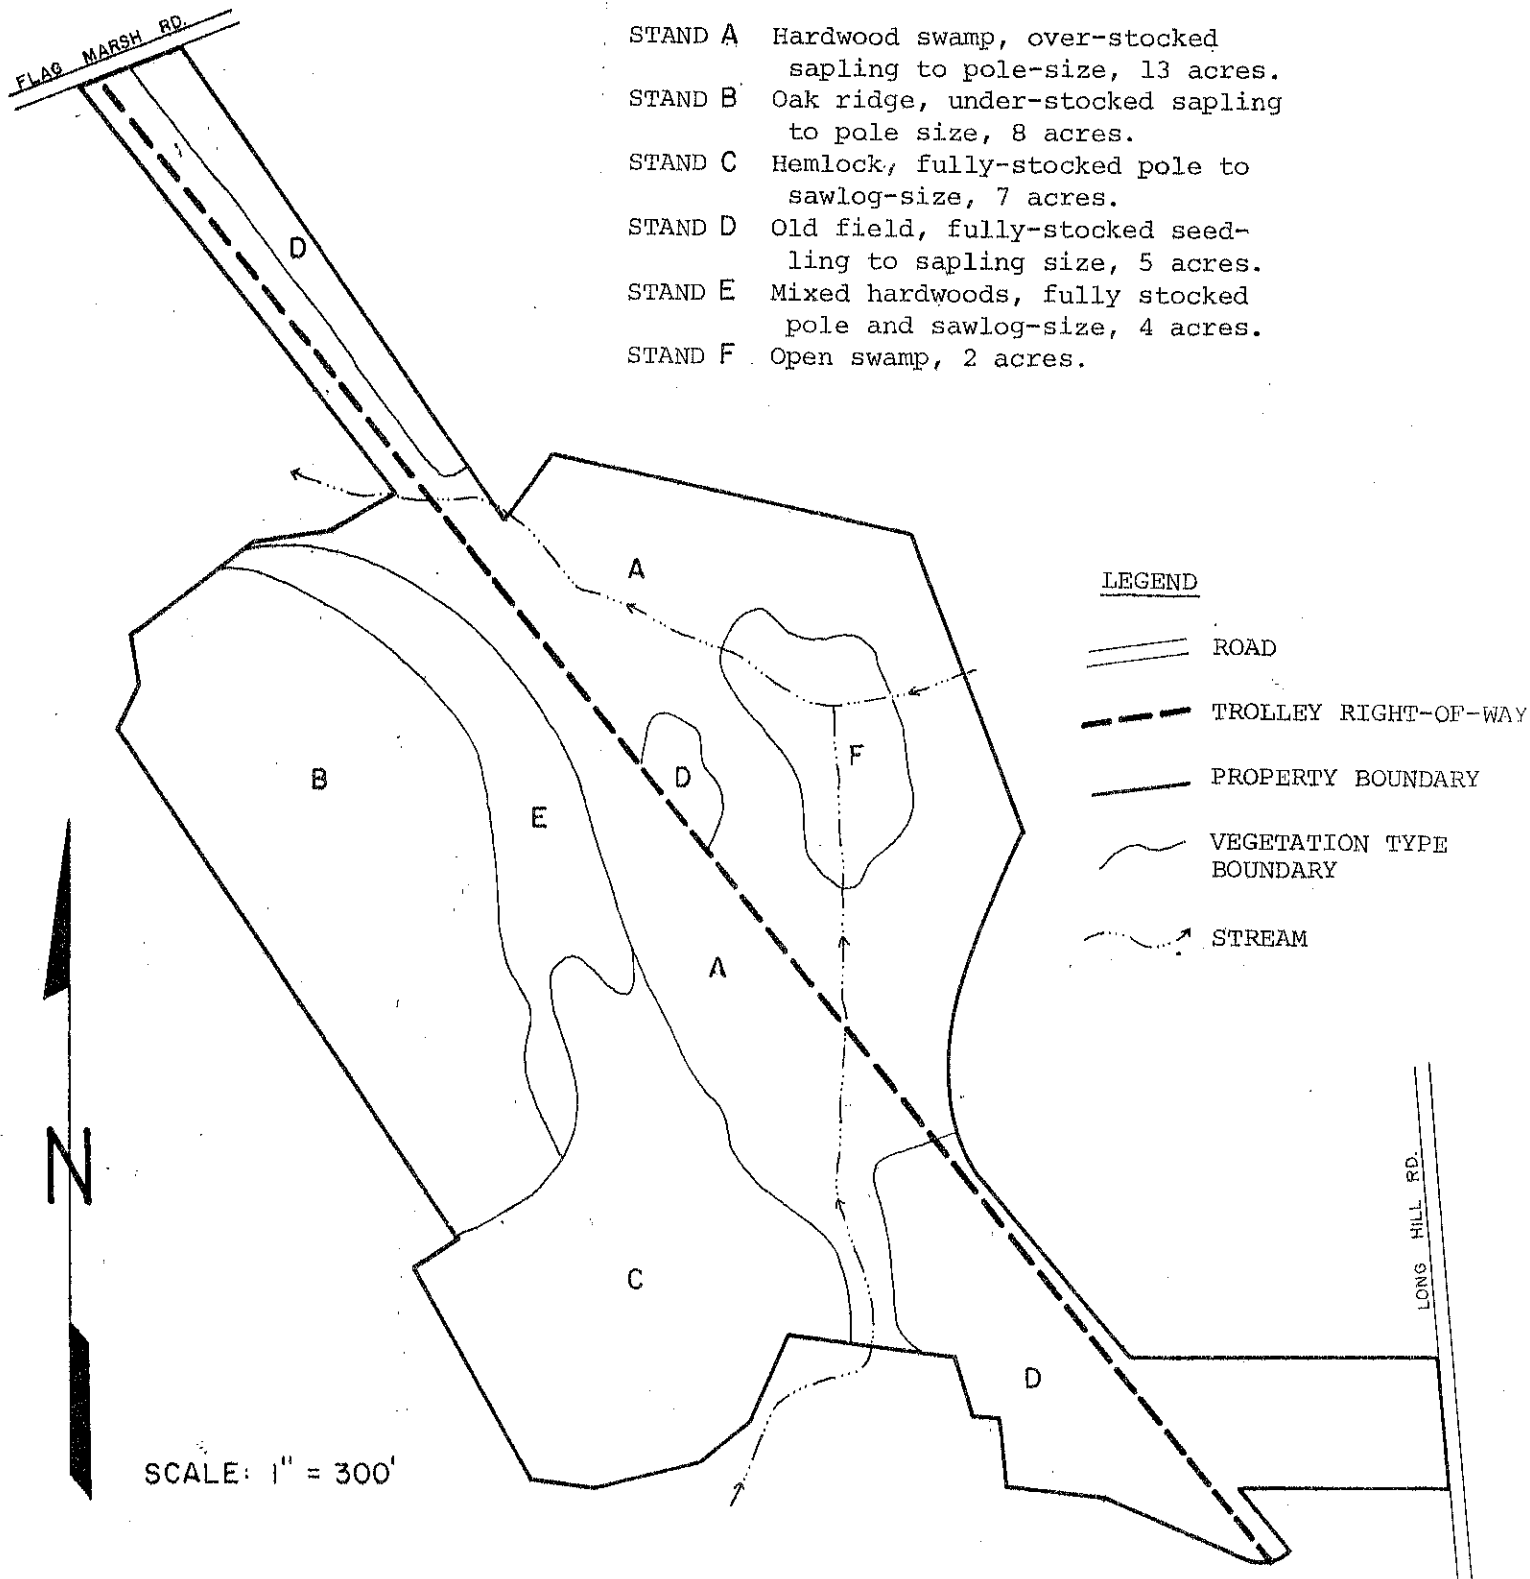 FLAG MARSH RD.
STAND A Hardwood swamp, over-stocked
sapling to pole-size, 13 acres.
STAND B Oak ridge, under-stocked sapling
to pole size, 8 acres.
STAND C Hemlock, fully-stocked pole to
sawlog-size, 7 acres.
STAND D Old field, fully-stocked seed-
ling to sapling size, 5 acres.
STAND E Mixed hardwoods, fully stocked
pole and sawlog-size, 4 acres.
STAND F Open swamp, 2 acres.
D
A
LEGEND
ROAD
TROLLEY RIGHT-OF-WAY
PROPERTY BOUNDARY
VEGETATION TYPE
BOUNDARY
STREAM
B
E
D
F
A
N
C
D
LONG HILL RD.
SCALE: 1" = 300'